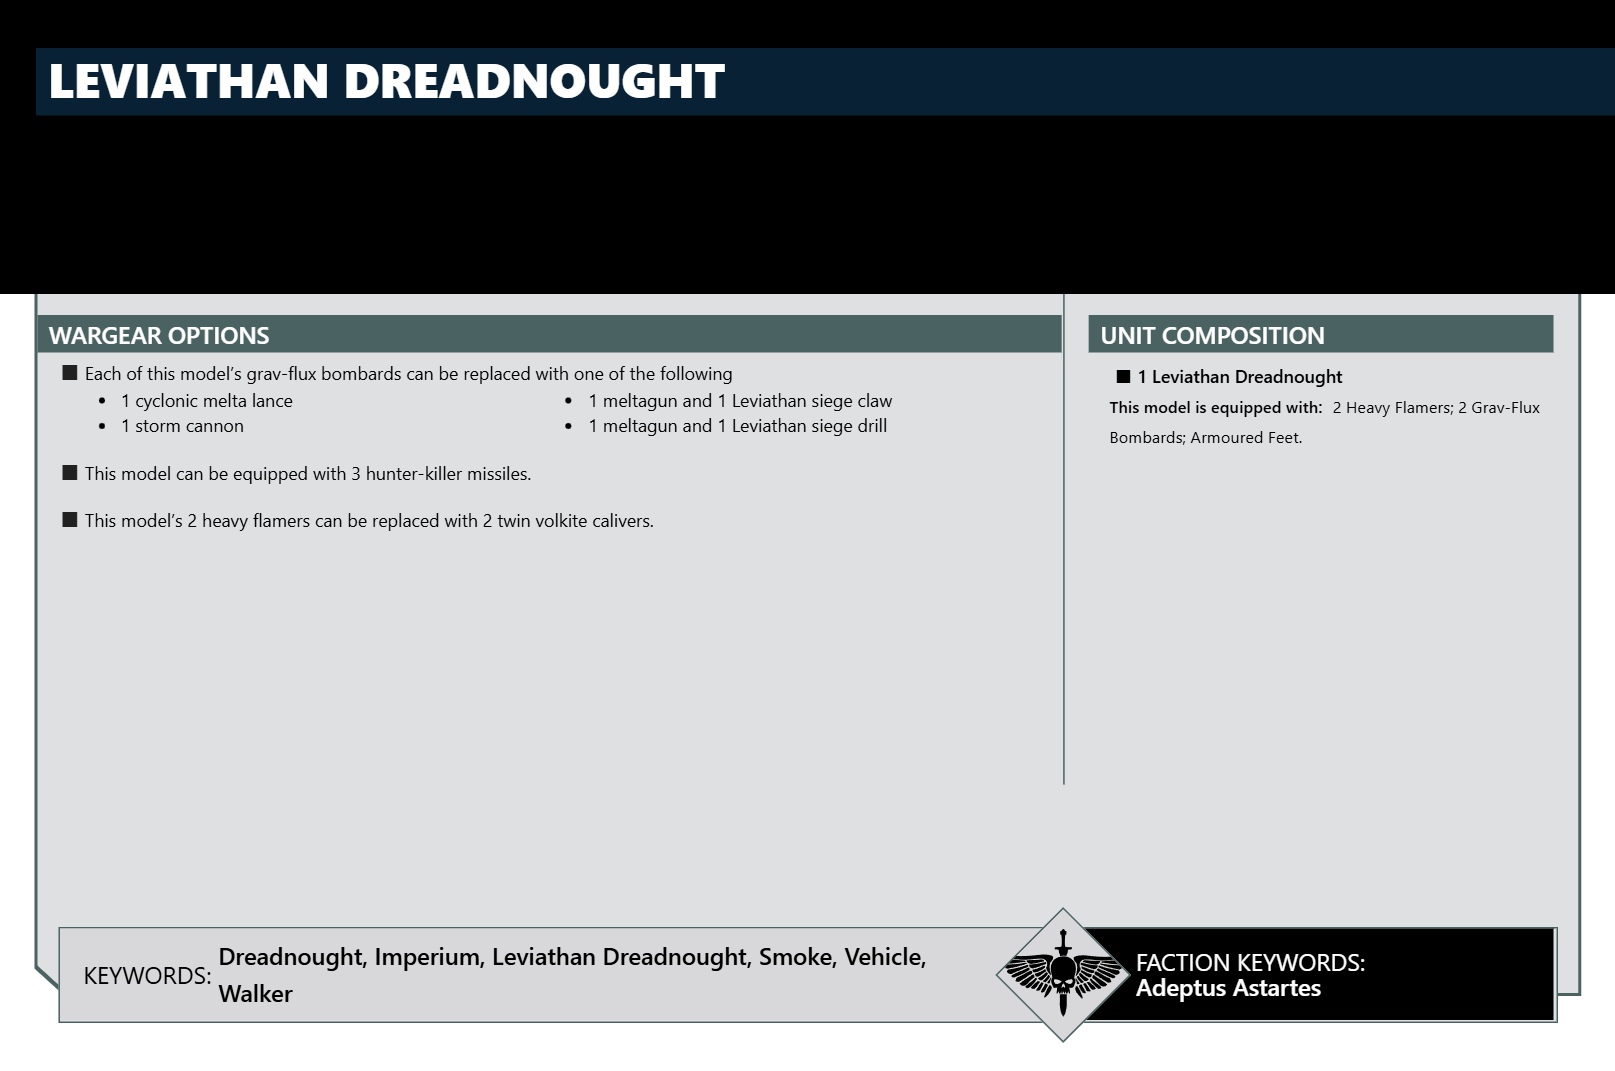 LEVIATHAN DREADNOUGHT
WARGEAR OPTIONS
■ Each of this model’s grav-flux bombards can be replaced with one of the following
• 1 cyclonic melta lance
• 1 storm cannon
• 1 meltagun and 1 Leviathan siege claw
• 1 meltagun and 1 Leviathan siege drill
■ This model can be equipped with 3 hunter-killer missiles.
■ This model’s 2 heavy flamers can be replaced with 2 twin volkite calivers.
UNIT COMPOSITION
■ 1 Leviathan Dreadnought
This model is equipped with: 2 Heavy Flamers; 2 Grav-Flux
Bombards; Armoured Feet.
KEYWORDS: Dreadnought, Imperium, Leviathan Dreadnought, Smoke, Vehicle,
Walker
FACTION KEYWORDS:
Adeptus Astartes